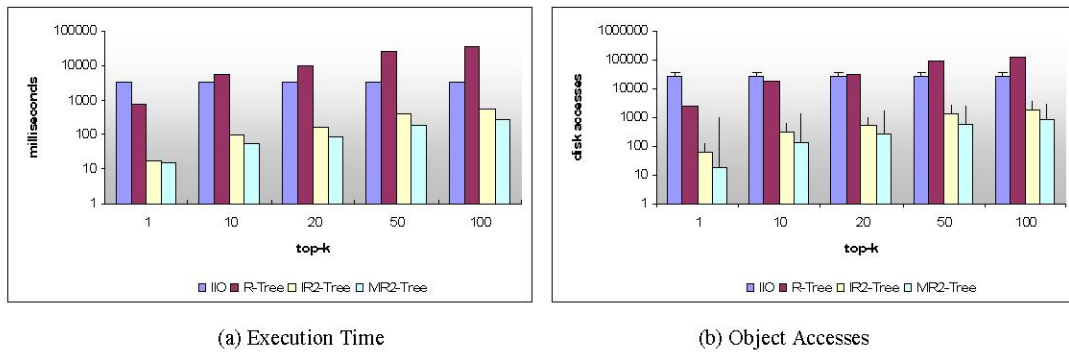 100000
10000
1000
100
10
1
milliseconds
1 10 20 50 100
top-k
IIO R-Tree IR2-Tree MR2-Tree
(a) Execution Time
1000000
100000
10000
1000
100
10
1
disk accesses
1 10 20 50 100
top-k
IIO R-Tree IR2-Tree MR2-Tree
(b) Object Accesses